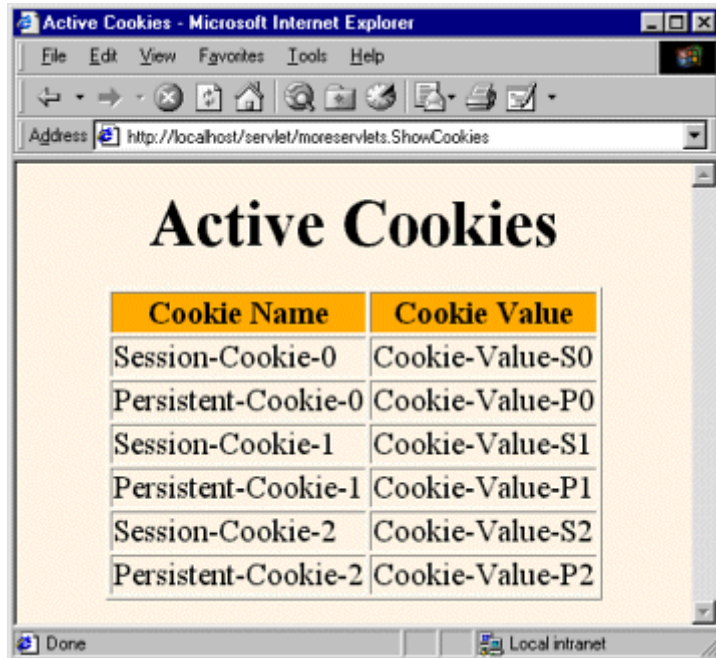 Active Cookies - Microsoft Internet Explorer
File Edit View Favorites Tools Help
Address http://localhost/servlet/moreservlets.ShowCookies
Active Cookies
Cookie Name Cookie Value
Session-Cookie-0 Cookie-Value-S0
Persistent-Cookie-0 Cookie-Value-P0
Session-Cookie-1 Cookie-Value-S1
Persistent-Cookie-1 Cookie-Value-P1
Session-Cookie-2 Cookie-Value-S2
Persistent-Cookie-2 Cookie-Value-P2
Done Local intranet